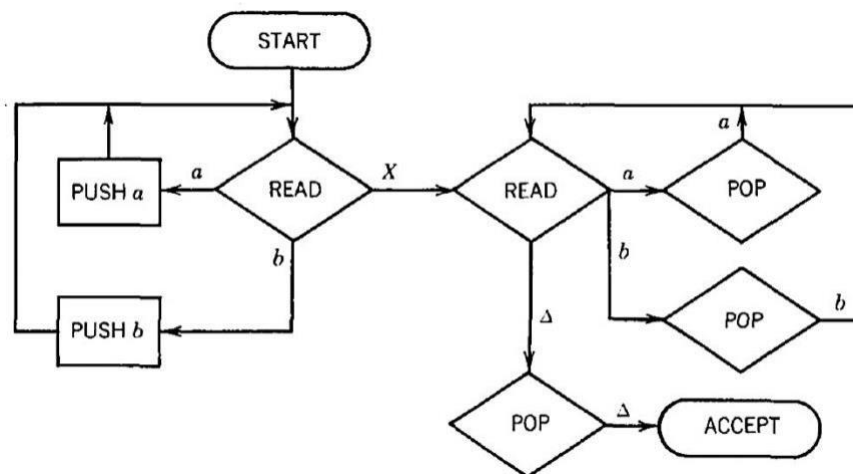 START
a
PUSH a
a
READ
X
READ
a
POP
b
b
PUSH b
POP
b
Δ
POP
Δ
ACCEPT